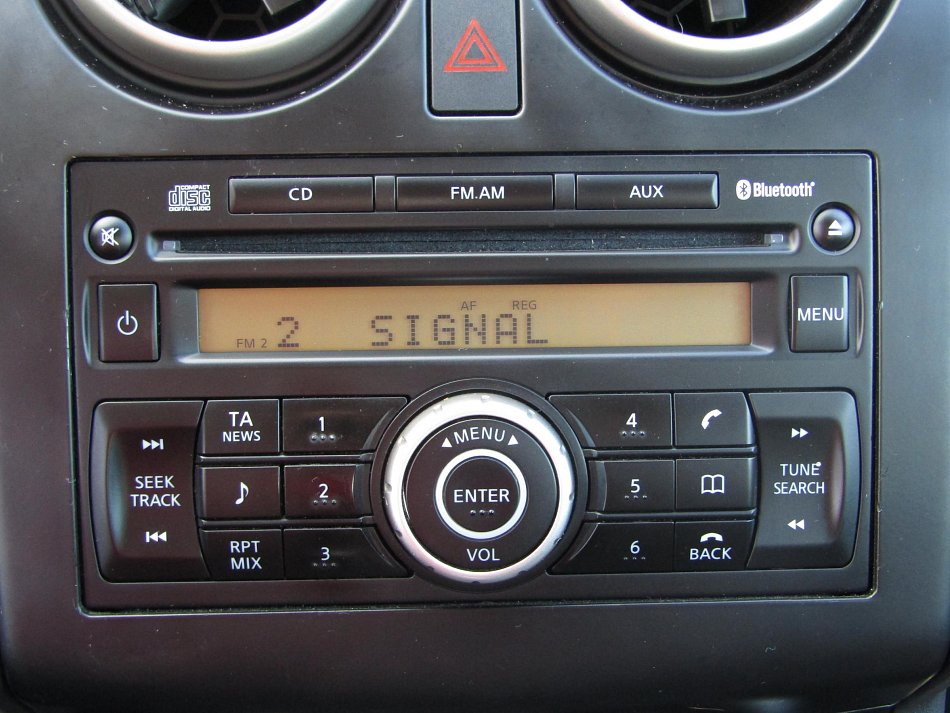 COMPACT
disc
DIGITAL AUDIO
CD
FM.AM
AUX
Bluetooth®
AF REG
FM 2 2 SIGNAL
MENU
TA
NEWS
1
2
RPT
MIX
3
SEEK
TRACK
MENU
ENTER
VOL
4
5
6
BACK
TUNE
SEARCH